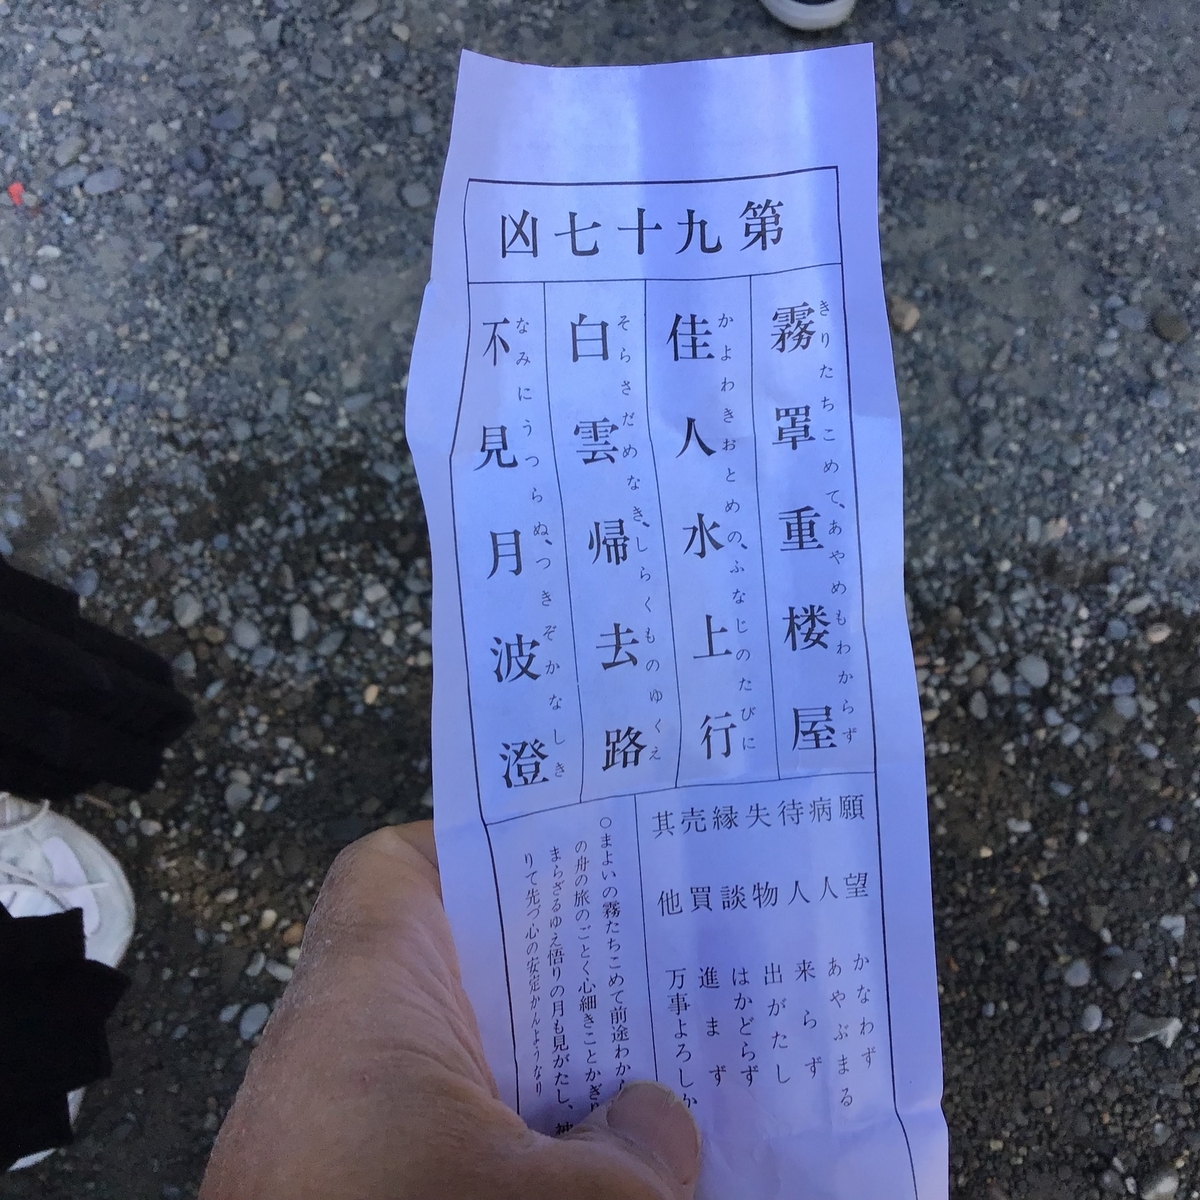 第九十七凶
霧罩重楼屋
きりたちこめて、あやめもわからず
佳人水上行
かよわきおとめの、ふなじのたびに
白雲帰去路
そらさだめなき、しらくものゆくえ
不見月波澄
なみにうつらぬ、つきぞかなしき
願望 かなわず
病人 あやぶまる
待人 来らず
失物 出がたし
縁談 はかどらず
売買 進まず
其他 万事よろしか
○まよいの霧たちこめて前途わか
の舟の旅のごとく心細きことかぎり
まらざるゆえ悟りの月も見がたし、神
りて先づ心の安定かんようなり